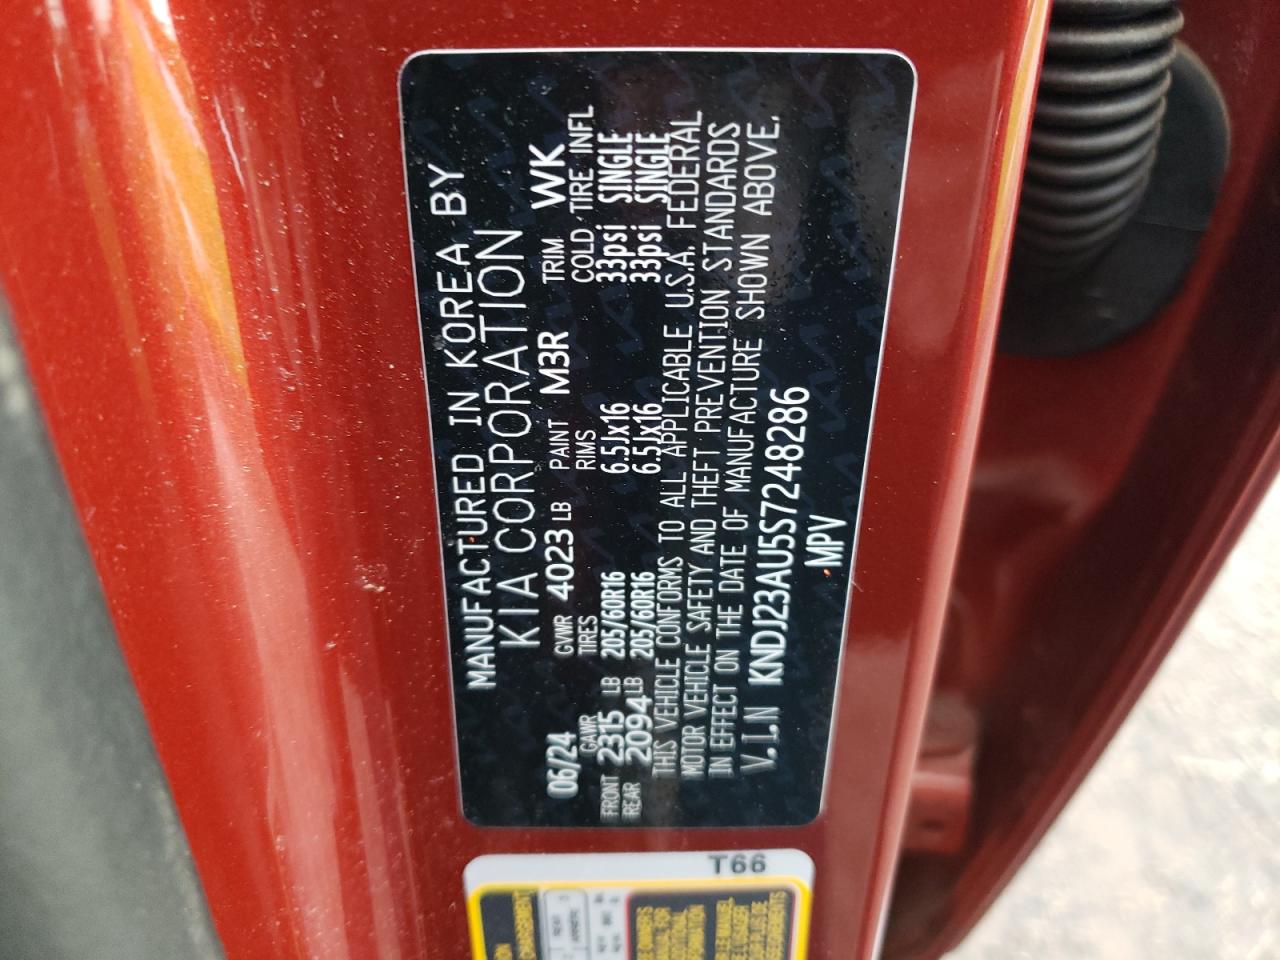 MANUFACTURED IN KOREA BY
KIA CORPORATION
06/24 GVWR 4023 LB PAINT M3R TRIM WK
GAWR TIRES RIMS COLD TIRE INFL
FRONT 2315 LB 205/60R16 6.5Jx16 33psi SINGLE
REAR 2094 LB 205/60R16 6.5Jx16 33psi SINGLE
THIS VEHICLE CONFORMS TO ALL APPLICABLE U.S.A. FEDERAL
MOTOR VEHICLE SAFETY AND THEFT PREVENTION STANDARDS
IN EFFECT ON THE DATE OF MANUFACTURE SHOWN ABOVE.
V.I.N KNDJ23AU5S7248286
MPV
T66